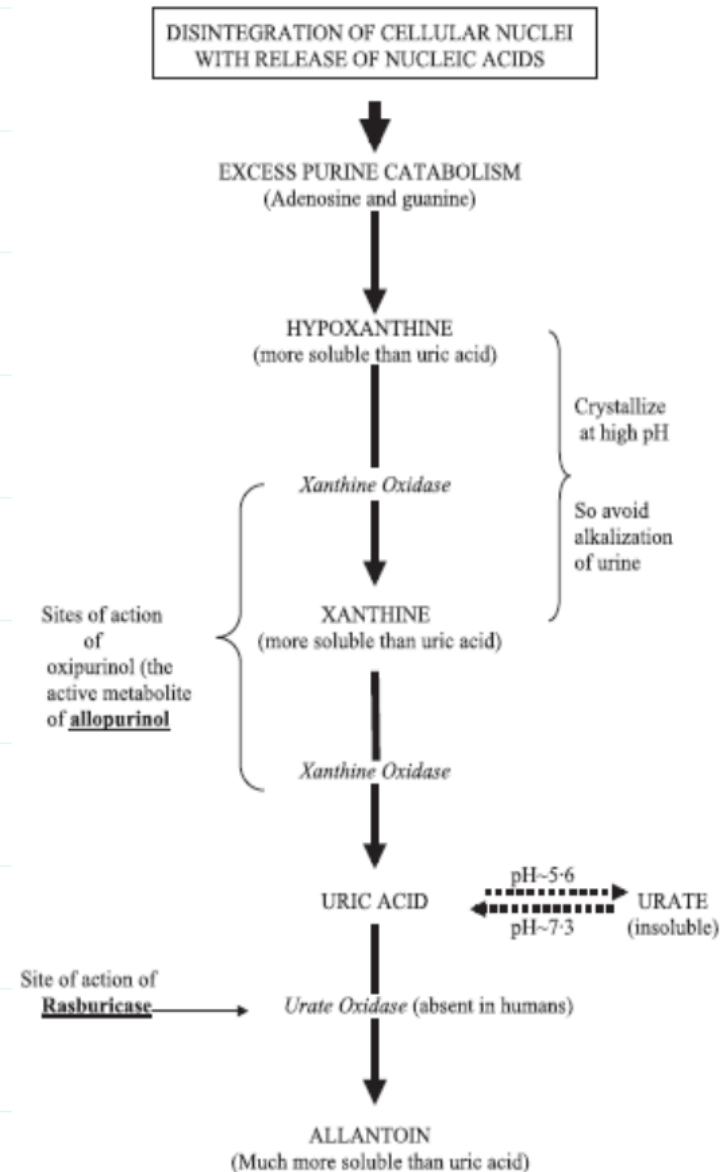 DISINTEGRATION OF CELLULAR NUCLEI
WITH RELEASE OF NUCLEIC ACIDS
EXCESS PURINE CATABOLISM
(Adenosine and guanine)
HYPOXANTHINE
(more soluble than uric acid)
Crystallize
at high pH
Xanthine Oxidase
So avoid
alkalization
of urine
Sites of action
of
oxipurinol (the
active metabolite
of allopurinol
XANTHINE
(more soluble than uric acid)
Xanthine Oxidase
URIC ACID
pH~5·6
pH~7·3
URATE
(insoluble)
Site of action of
Rasburicase
Urate Oxidase (absent in humans)
ALLANTOIN
(Much more soluble than uric acid)